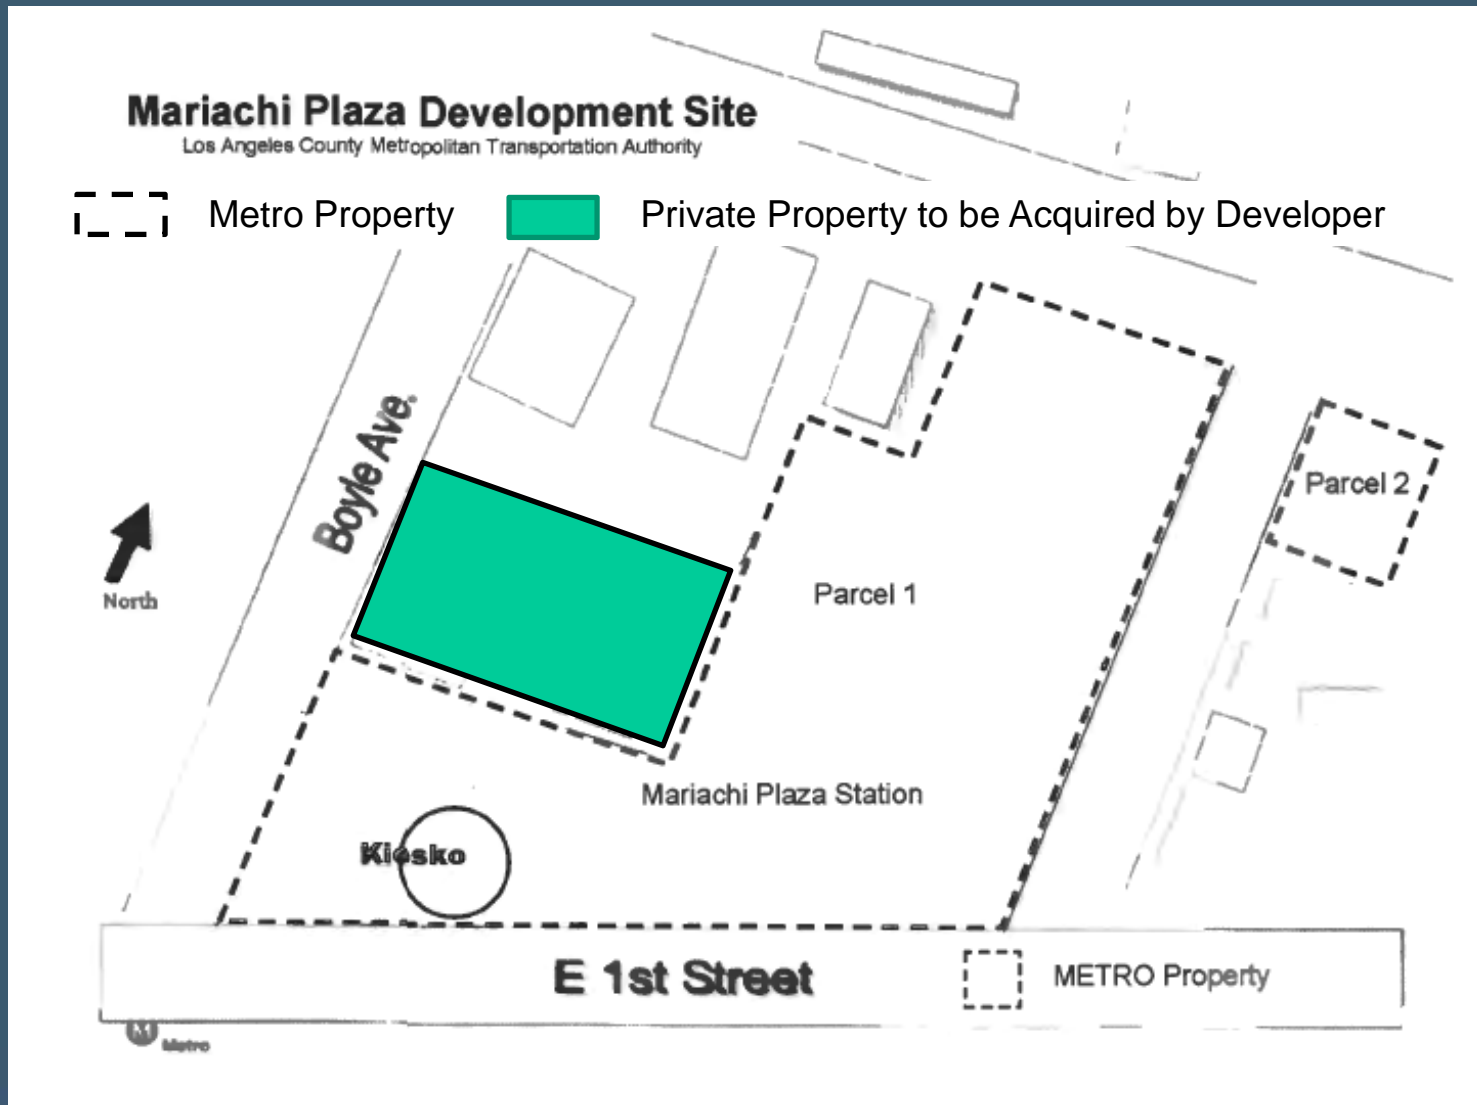 Mariachi Plaza Development Site
Los Angeles County Metropolitan Transportation Authority
Metro Property
Private Property to be Acquired by Developer
Boyle Ave.
Parcel 2
North
Parcel 1
Mariachi Plaza Station
Kiosko
E 1st Street
METRO Property
M
Metro